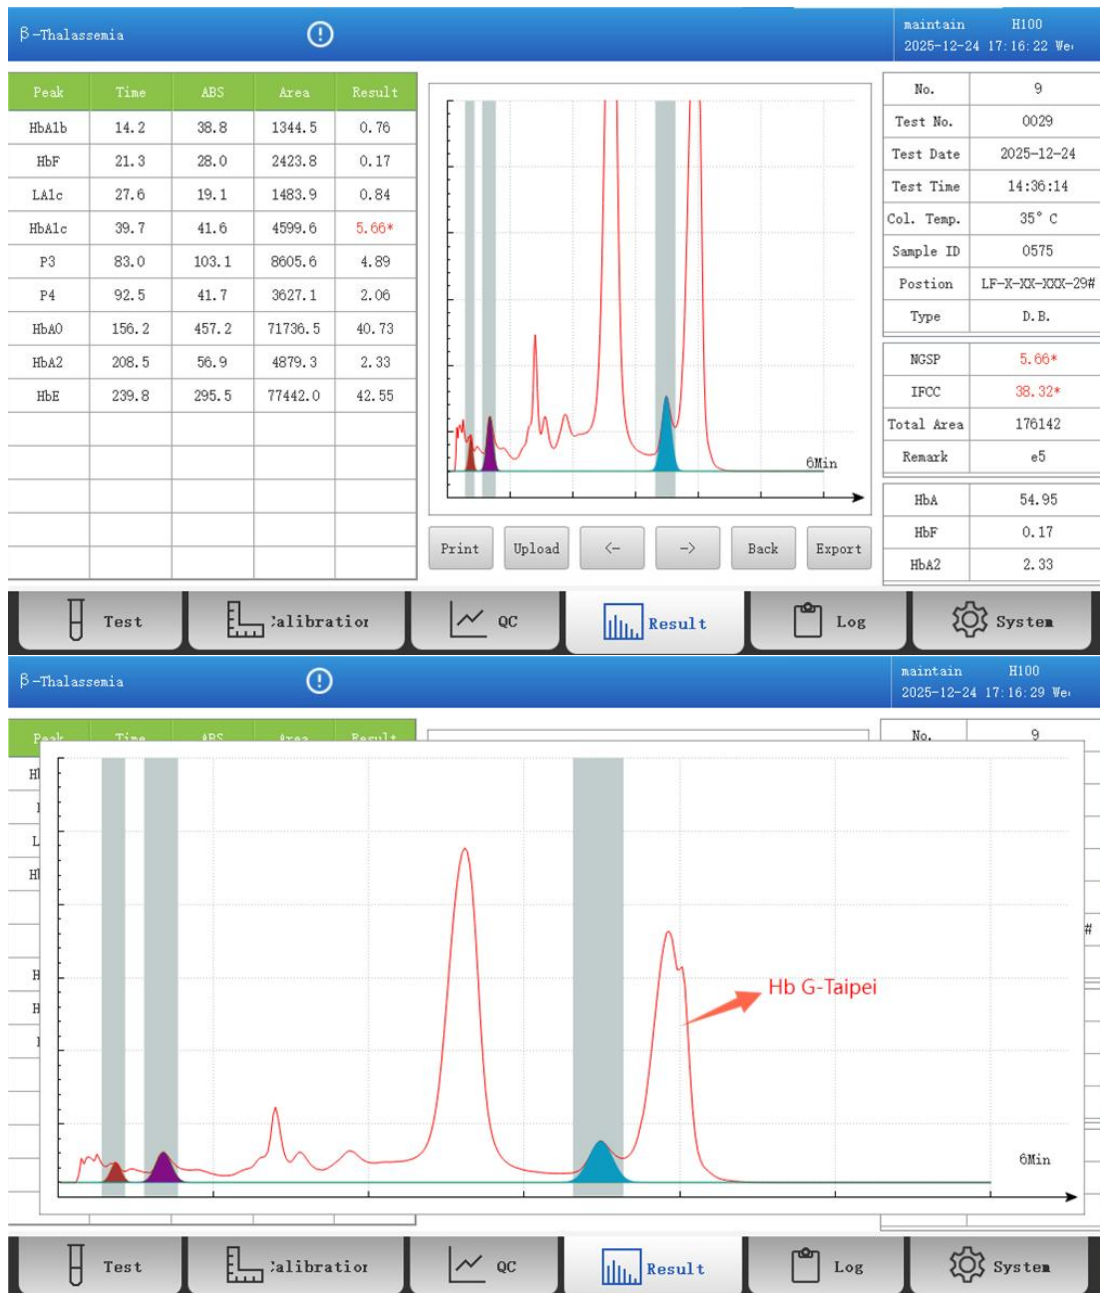 β-Thalassemia
maintain H100
2025-12-24 17:16:22 We
Peak Time ABS Area Result
HbA1b 14.2 38.8 1344.5 0.76
HbF 21.3 28.0 2423.8 0.17
LA1c 27.6 19.1 1483.9 0.84
HbA1c 39.7 41.6 4599.6 5.66*
P3 83.0 103.1 8605.6 4.89
P4 92.5 41.7 3627.1 2.06
HbA0 156.2 457.2 71736.5 40.73
HbA2 208.5 56.9 4879.3 2.33
HbE 239.8 295.5 77442.0 42.55
6Min
Print Upload <- -> Back Export
No. 9
Test No. 0029
Test Date 2025-12-24
Test Time 14:36:14
Col. Temp. 35° C
Sample ID 0575
Postion LF-X-XX-XXX-29#
Type D.B.
NGSP 5.66*
IFCC 38.32*
Total Area 176142
Remark e5
HbA 54.95
HbF 0.17
HbA2 2.33
Test alibration QC Result Log System
β-Thalassemia
maintain H100
2025-12-24 17:16:29 We
Peak Time ABS Area Result
No. 9
#
Hb G-Taipei
6Min
Test alibration QC Result Log System